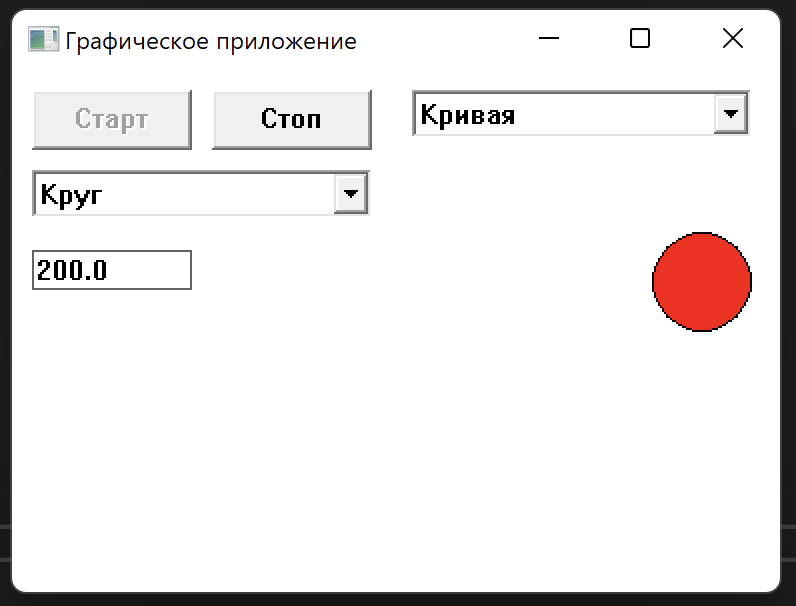 Графическое приложение
Старт
Стоп
Кривая
Круг
200.0